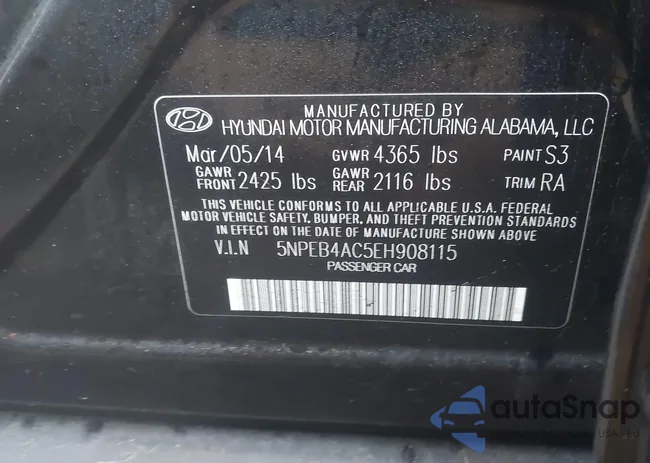 MANUFACTURED BY
HYUNDAI MOTOR MANUFACTURING ALABAMA, LLC
Mar/05/14 GVWR 4365 lbs PAINT S3
GAWR FRONT 2425 lbs GAWR REAR 2116 lbs TRIM RA
THIS VEHICLE CONFORMS TO ALL APPLICABLE U.S.A. FEDERAL
MOTOR VEHICLE SAFETY, BUMPER, AND THEFT PREVENTION STANDARDS
IN EFFECT ON THE DATE OF MANUFACTURE SHOWN ABOVE
V.I.N 5NPEB4AC5EH908115
PASSENGER CAR
autaSnap